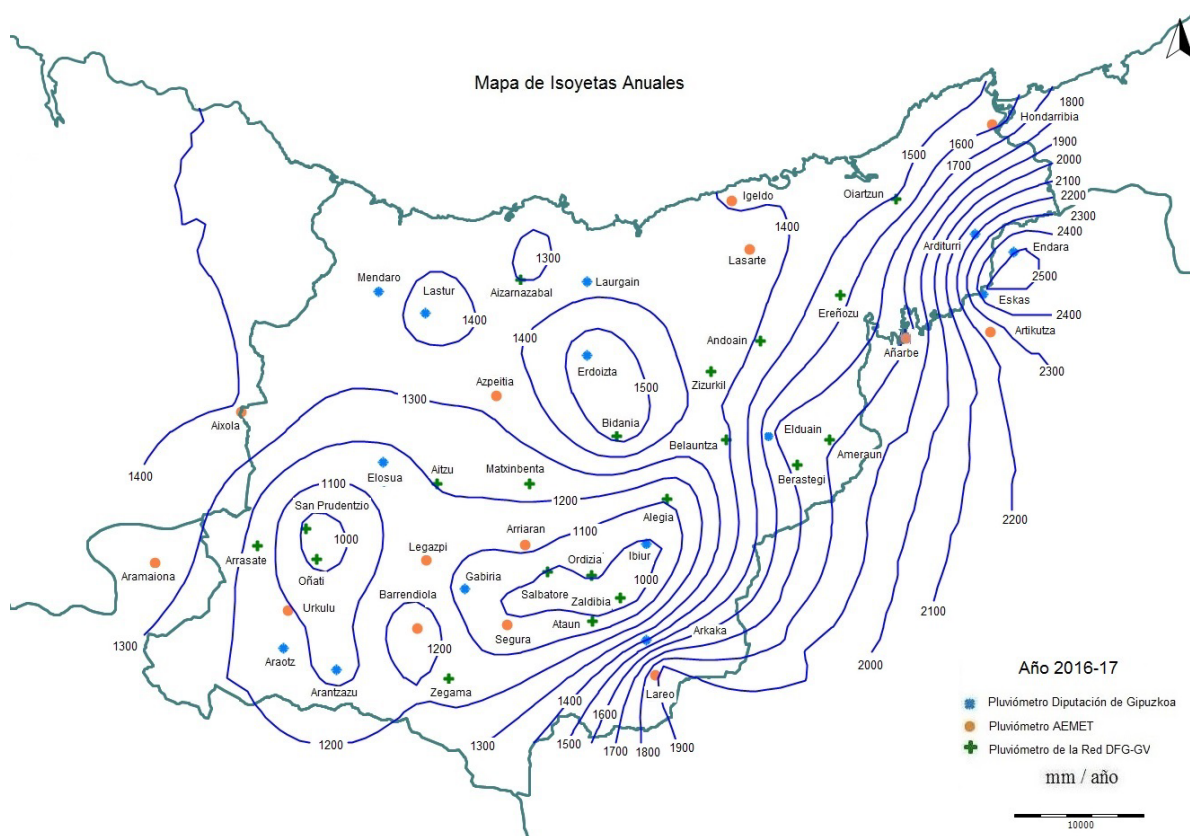 Mapa de Isoyetas Anuales
1800
Hondarribia
1600
1900
1500
2000
1700
2100
Oiartzun
2200
Igeldo
2300
1400
2400
Arditurri
Endara
Lasarte
1300
2500
Mendaro
Lastur
Aizarnazabal
Laurgain
Eskas
Ereñozu
2400
1400
1400
Artikutza
Andoain
Añarbe
Erdoizta
2300
Zizurkil
Azpeitia
1500
1300
Aixola
Bidania
Elduain
Belauntza
Ameraun
1400
Elosua
Aitzu
Matxinbenta
Berastegi
1100
1200
San Prudentzio
Alegia
2200
1100
1000
Arriaran
Arrasate
Legazpi
Ordizia
Ibiur
Aramaiona
Oñati
Gabiria
1000
Barrendiola
Salbatore
Zaldibia
Urkulu
2100
Ataun
Arkaka
Segura
1300
1200
Araotz
2000
Arantzazu
Zegama
Lareo
1400
1200
1300
1500
1600
1700
1800
1900
Año 2016-17
Pluviómetro Diputación de Gipuzkoa
Pluviómetro AEMET
Pluviómetro de la Red DFG-GV
mm / año
10000